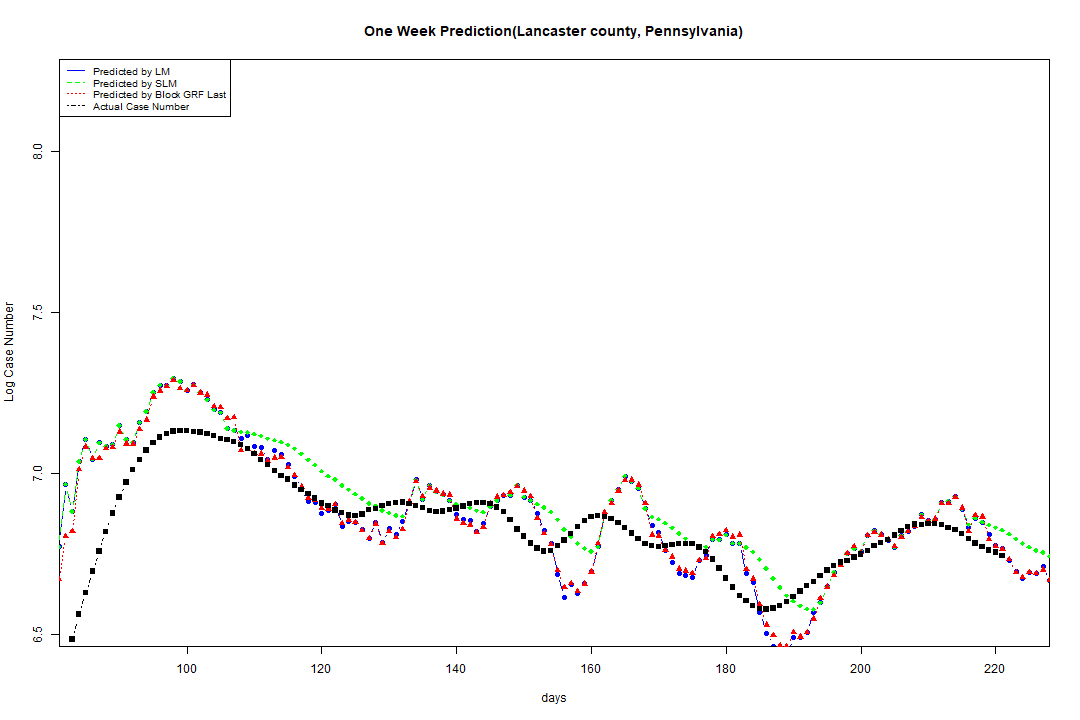 One Week Prediction(Lancaster county, Pennsylvania)
Predicted by LM
Predicted by SLM
Predicted by Block GRF Last
Actual Case Number
8.0
7.5
7.0
6.5
Log Case Number
100 120 140 160 180 200 220
days